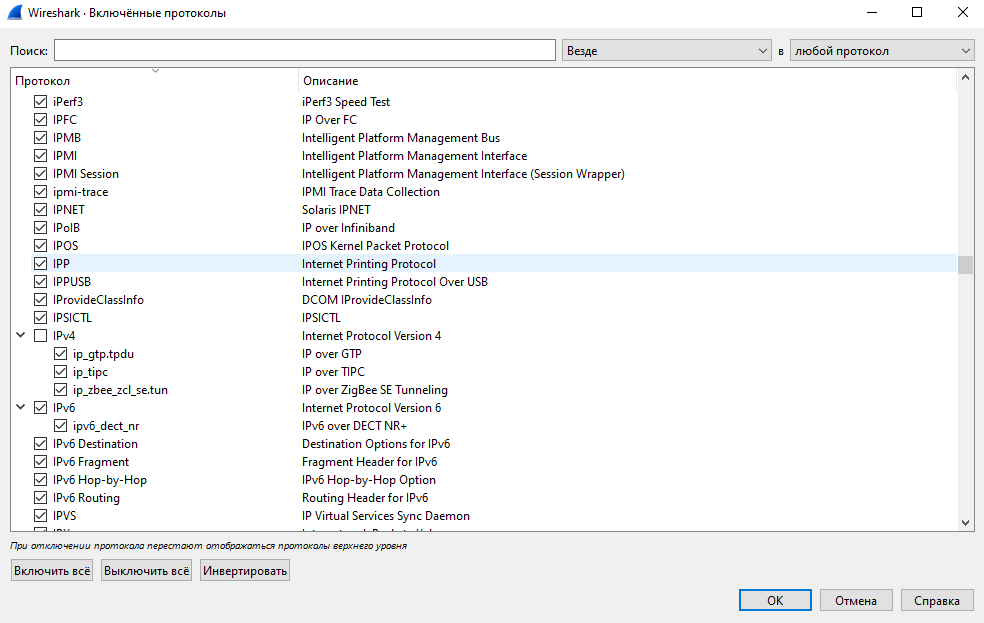 Wireshark · Включённые протоколы
Поиск: Везде в любой протокол
Протокол Описание
iPerf3 iPerf3 Speed Test
IPFC IP Over FC
IPMB Intelligent Platform Management Bus
IPMI Intelligent Platform Management Interface
IPMI Session Intelligent Platform Management Interface (Session Wrapper)
ipmi-trace IPMI Trace Data Collection
IPNET Solaris IPNET
IPoIB IP over Infiniband
IPOS IPOS Kernel Packet Protocol
IPP Internet Printing Protocol
IPPUSB Internet Printing Protocol Over USB
IProvideClassInfo DCOM IProvideClassInfo
IPSICTL IPSICTL
IPv4 Internet Protocol Version 4
ip_gtp.tpdu IP over GTP
ip_tipc IP over TIPC
ip_zbee_zcl_se.tun IP over ZigBee SE Tunneling
IPv6 Internet Protocol Version 6
ipv6_dect_nr IPv6 over DECT NR+
IPv6 Destination Destination Options for IPv6
IPv6 Fragment Fragment Header for IPv6
IPv6 Hop-by-Hop IPv6 Hop-by-Hop Option
IPv6 Routing Routing Header for IPv6
IPVS IP Virtual Services Sync Daemon
При отключении протокола перестают отображаться протоколы верхнего уровня
Включить всё Выключить всё Инвертировать
OK Отмена Справка